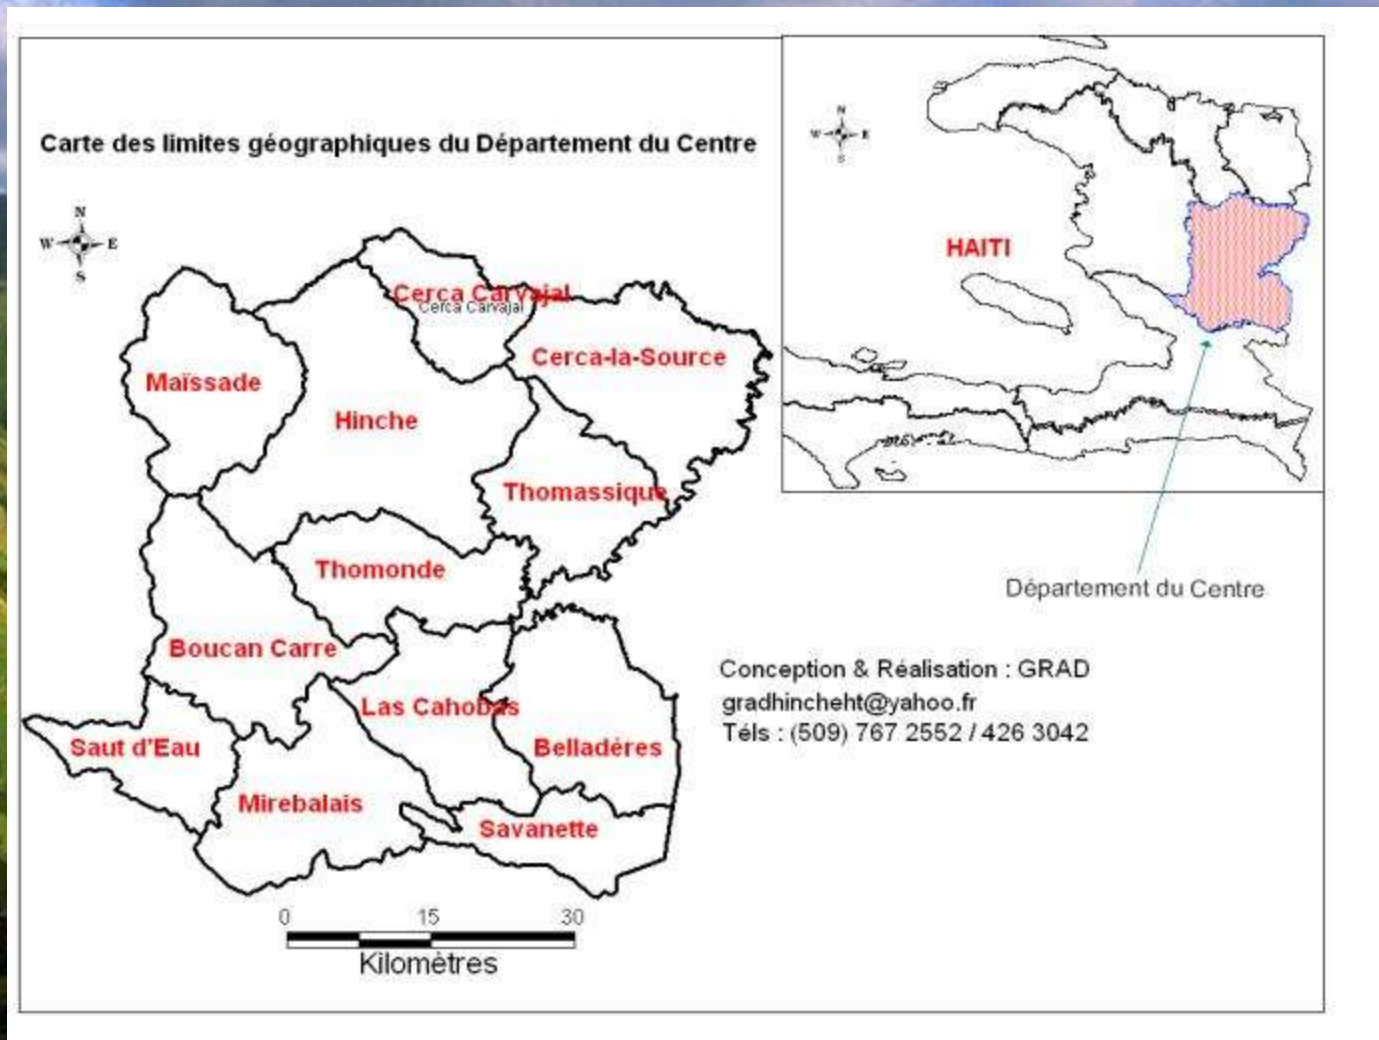 Carte des limites géographiques du Département du Centre
N
W E
S
N
W E
S
HAITI
Cerca Carvajal
Cerca Carvajal
Cerca-la-Source
Maïssade
Hinche
Thomassique
Thomonde
Département du Centre
Boucan Carre
Las Cahobas
Saut d'Eau
Belladères
Mirebalais
Savanette
Conception & Réalisation : GRAD
gradhincheht@yahoo.fr
Téls : (509) 767 2552 / 426 3042
0 15 30
Kilomètres